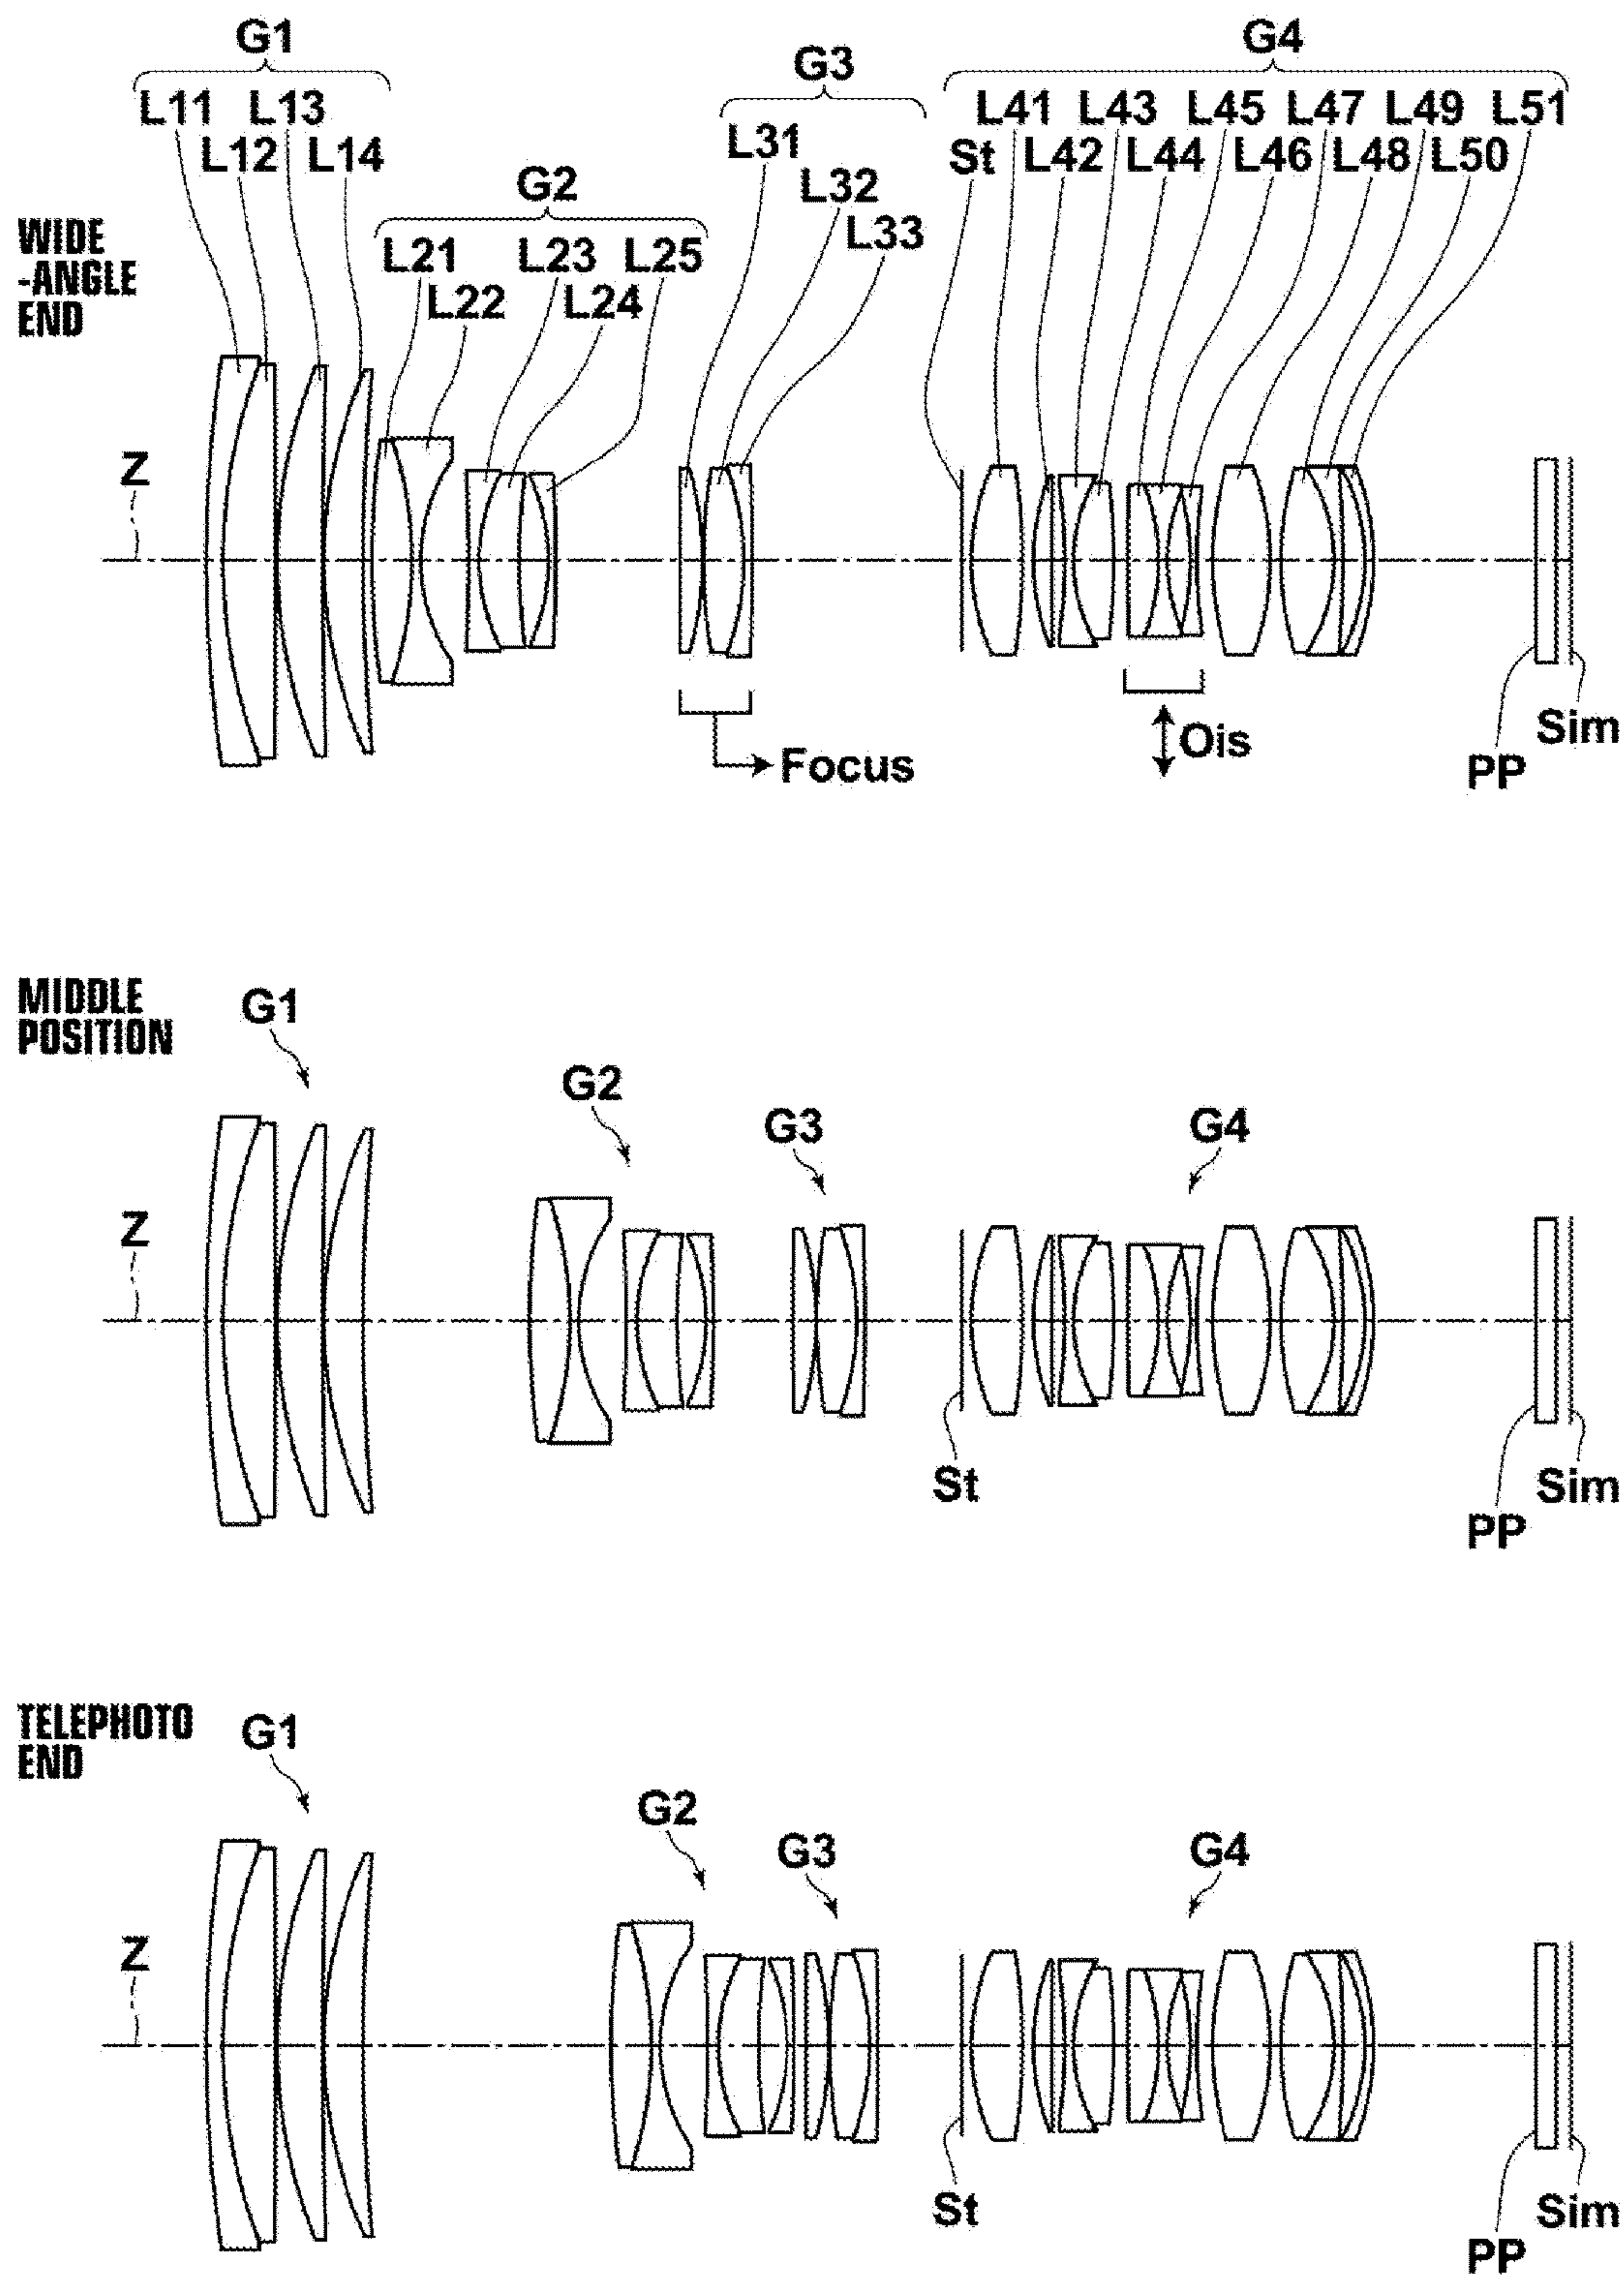 G1 G4
G3
L11 L13 L41 L43 L45 L47 L49 L51
L31
L12 L14 St L42 L44 L46 L48 L50
G2 L32
WIDE L33
-ANGLE L21 L23 L25
END L22 L24
Z
Sim
Ois
Focus PP
MIDDLE G1
POSITION
G2
G3 G4
Z
St Sim
PP
TELEPHOTO G1
END
G2
G3 G4
Z
St Sim
PP